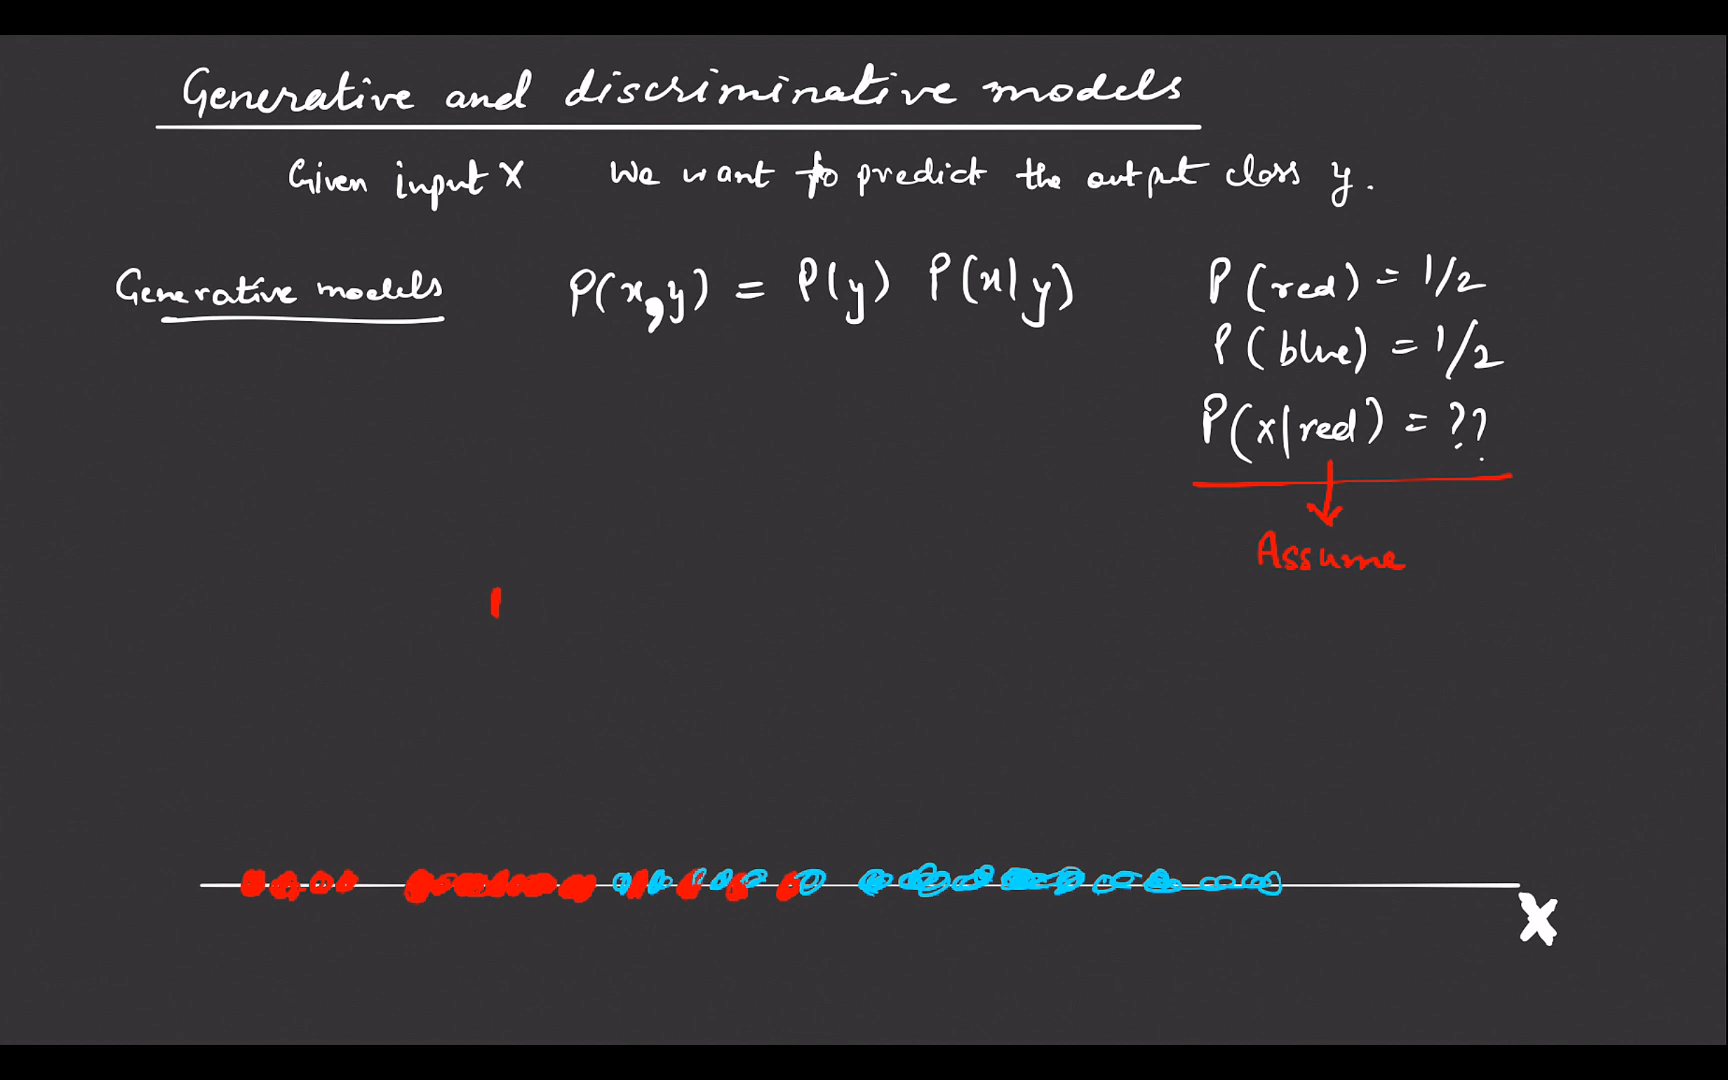 Generative and discriminative models
Given input X We want to predict the output class y.
Generative models P(x,y) = P(y) P(x|y)
P(red) = 1/2
P(blue) = 1/2
P(x|red) = ??
Assume
X